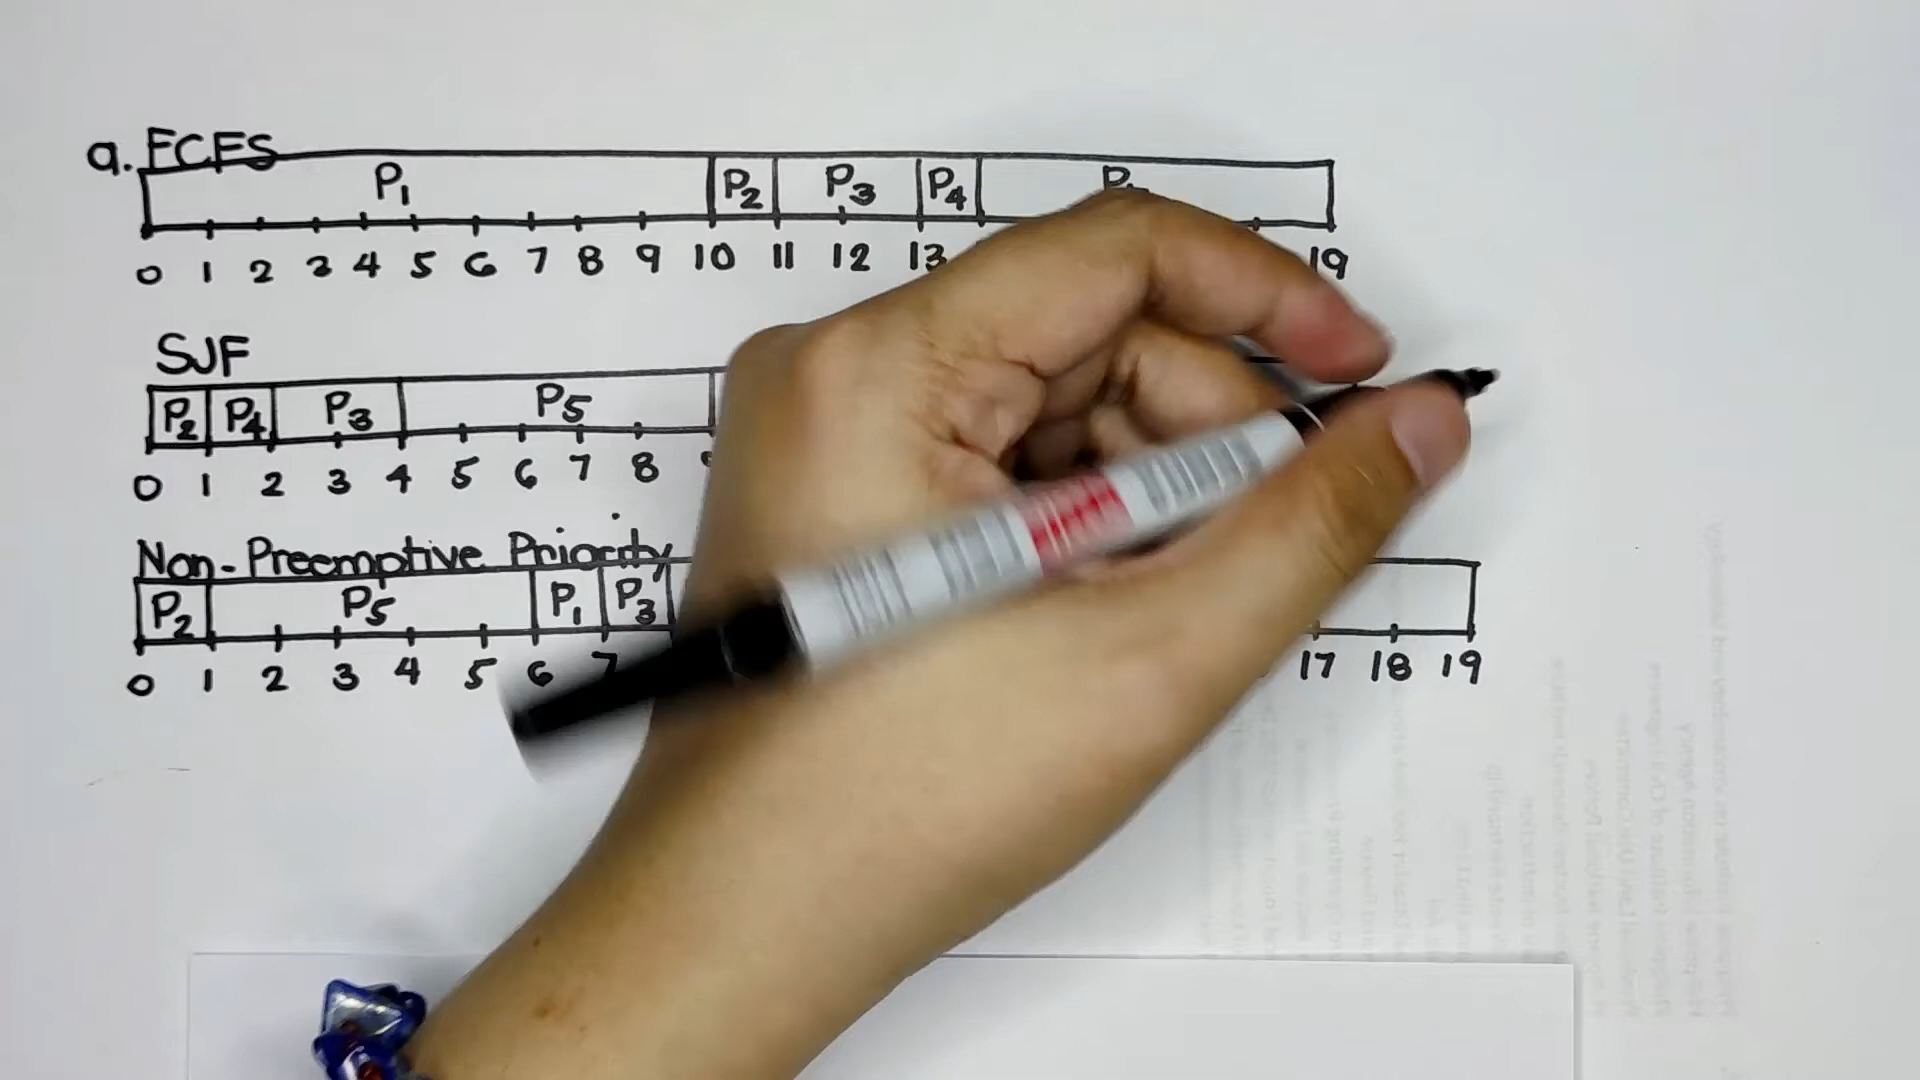 a. FCFS
P1 P2 P3 P4
0 1 2 3 4 5 6 7 8 9 10 11 12 13 19
SJF
P2 P4 P3 P5
0 1 2 3 4 5 6 7 8
Non-Preemptive Priority
P2 P5 P1 P3
0 1 2 3 4 5 6 7 17 18 19